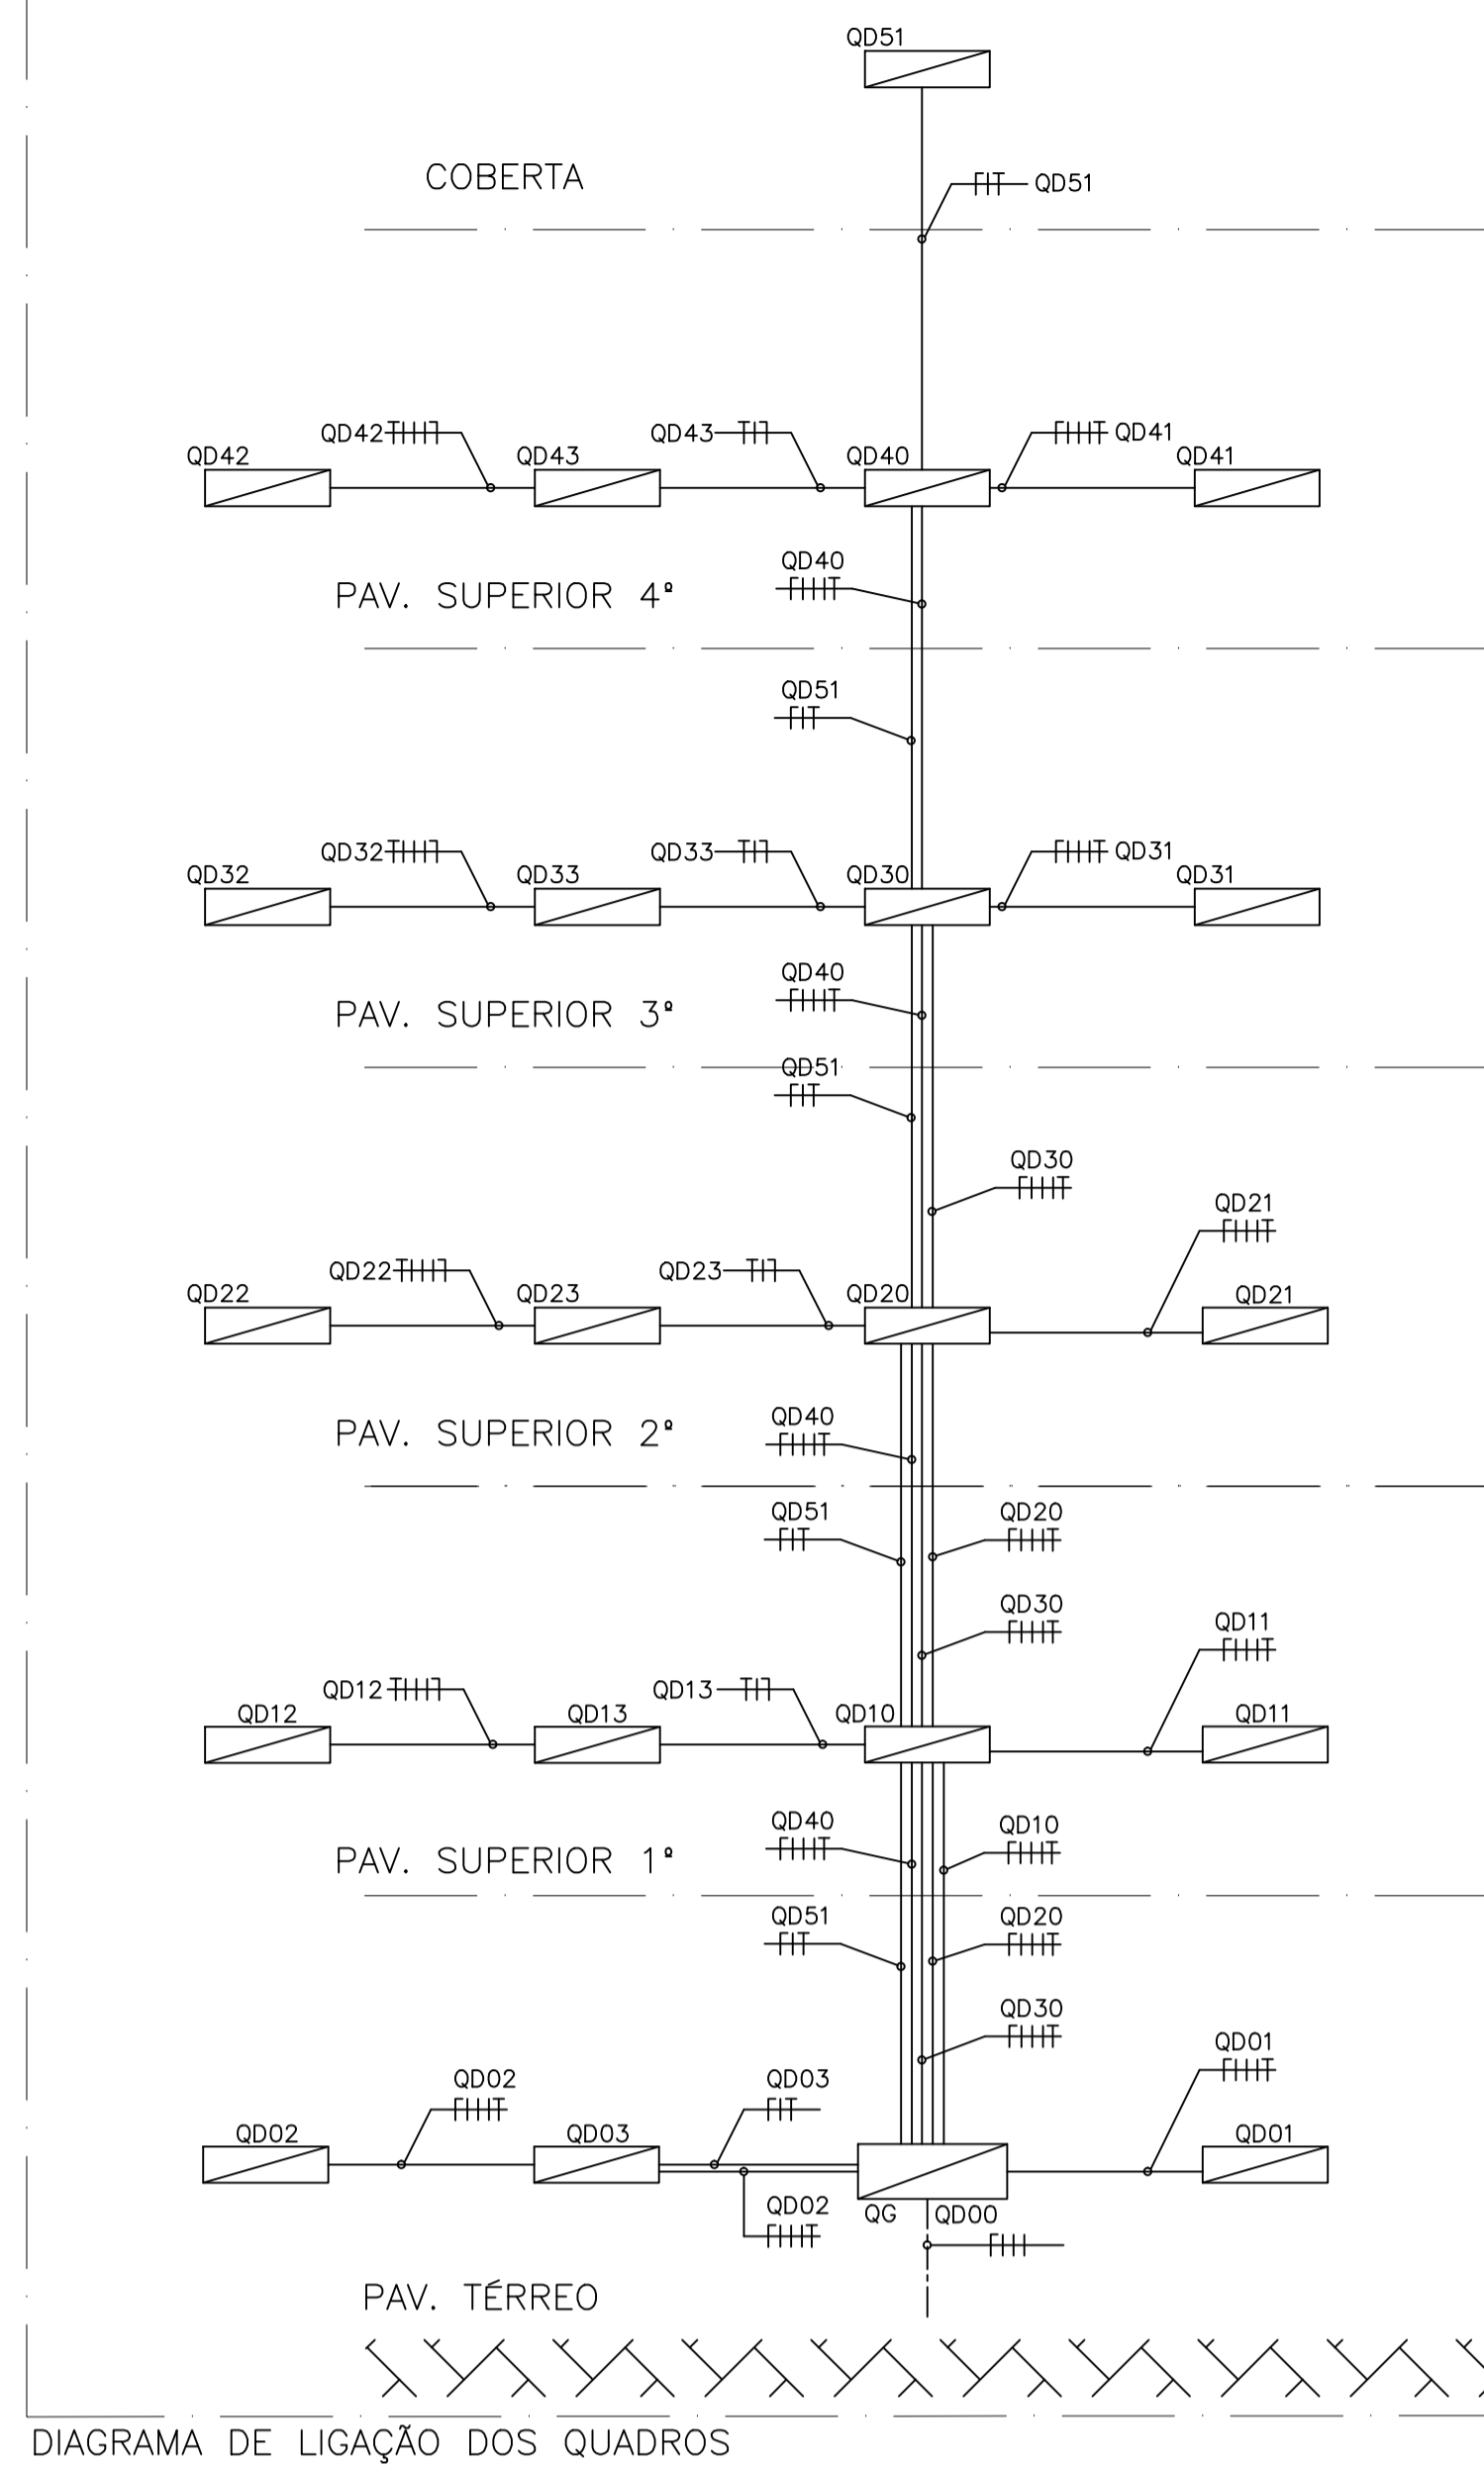 QD51
COBERTA
QD51
QD42
QD43
QD41
QD42
QD43
QD40
QD41
QD40
PAV. SUPERIOR 4º
QD51
QD32
QD33
QD31
QD32
QD33
QD30
QD31
QD40
PAV. SUPERIOR 3º
QD51
QD30
QD21
QD22
QD23
QD22
QD23
QD20
QD21
QD40
PAV. SUPERIOR 2º
QD51
QD20
QD30
QD11
QD12
QD13
QD12
QD13
QD10
QD11
QD40
QD10
PAV. SUPERIOR 1º
QD51
QD20
QD30
QD01
QD02
QD03
QD02
QD03
QD01
QD02
QG
QD00
PAV. TÉRREO
DIAGRAMA DE LIGAÇÃO DOS QUADROS